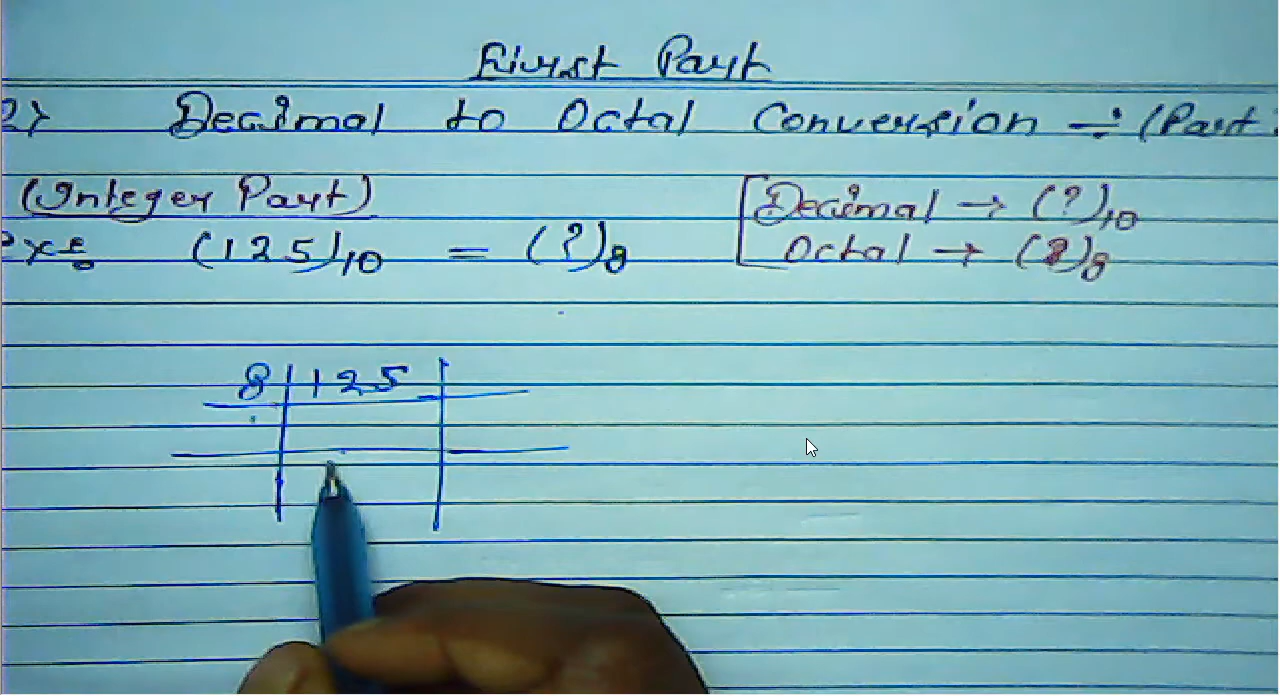 First Part
2) Decimal to Octal Conversion ÷ (Part
(Integer Part)
Decimal → (?)10
ex: (125)10 = (?)8
Octal → (?)8
8 125